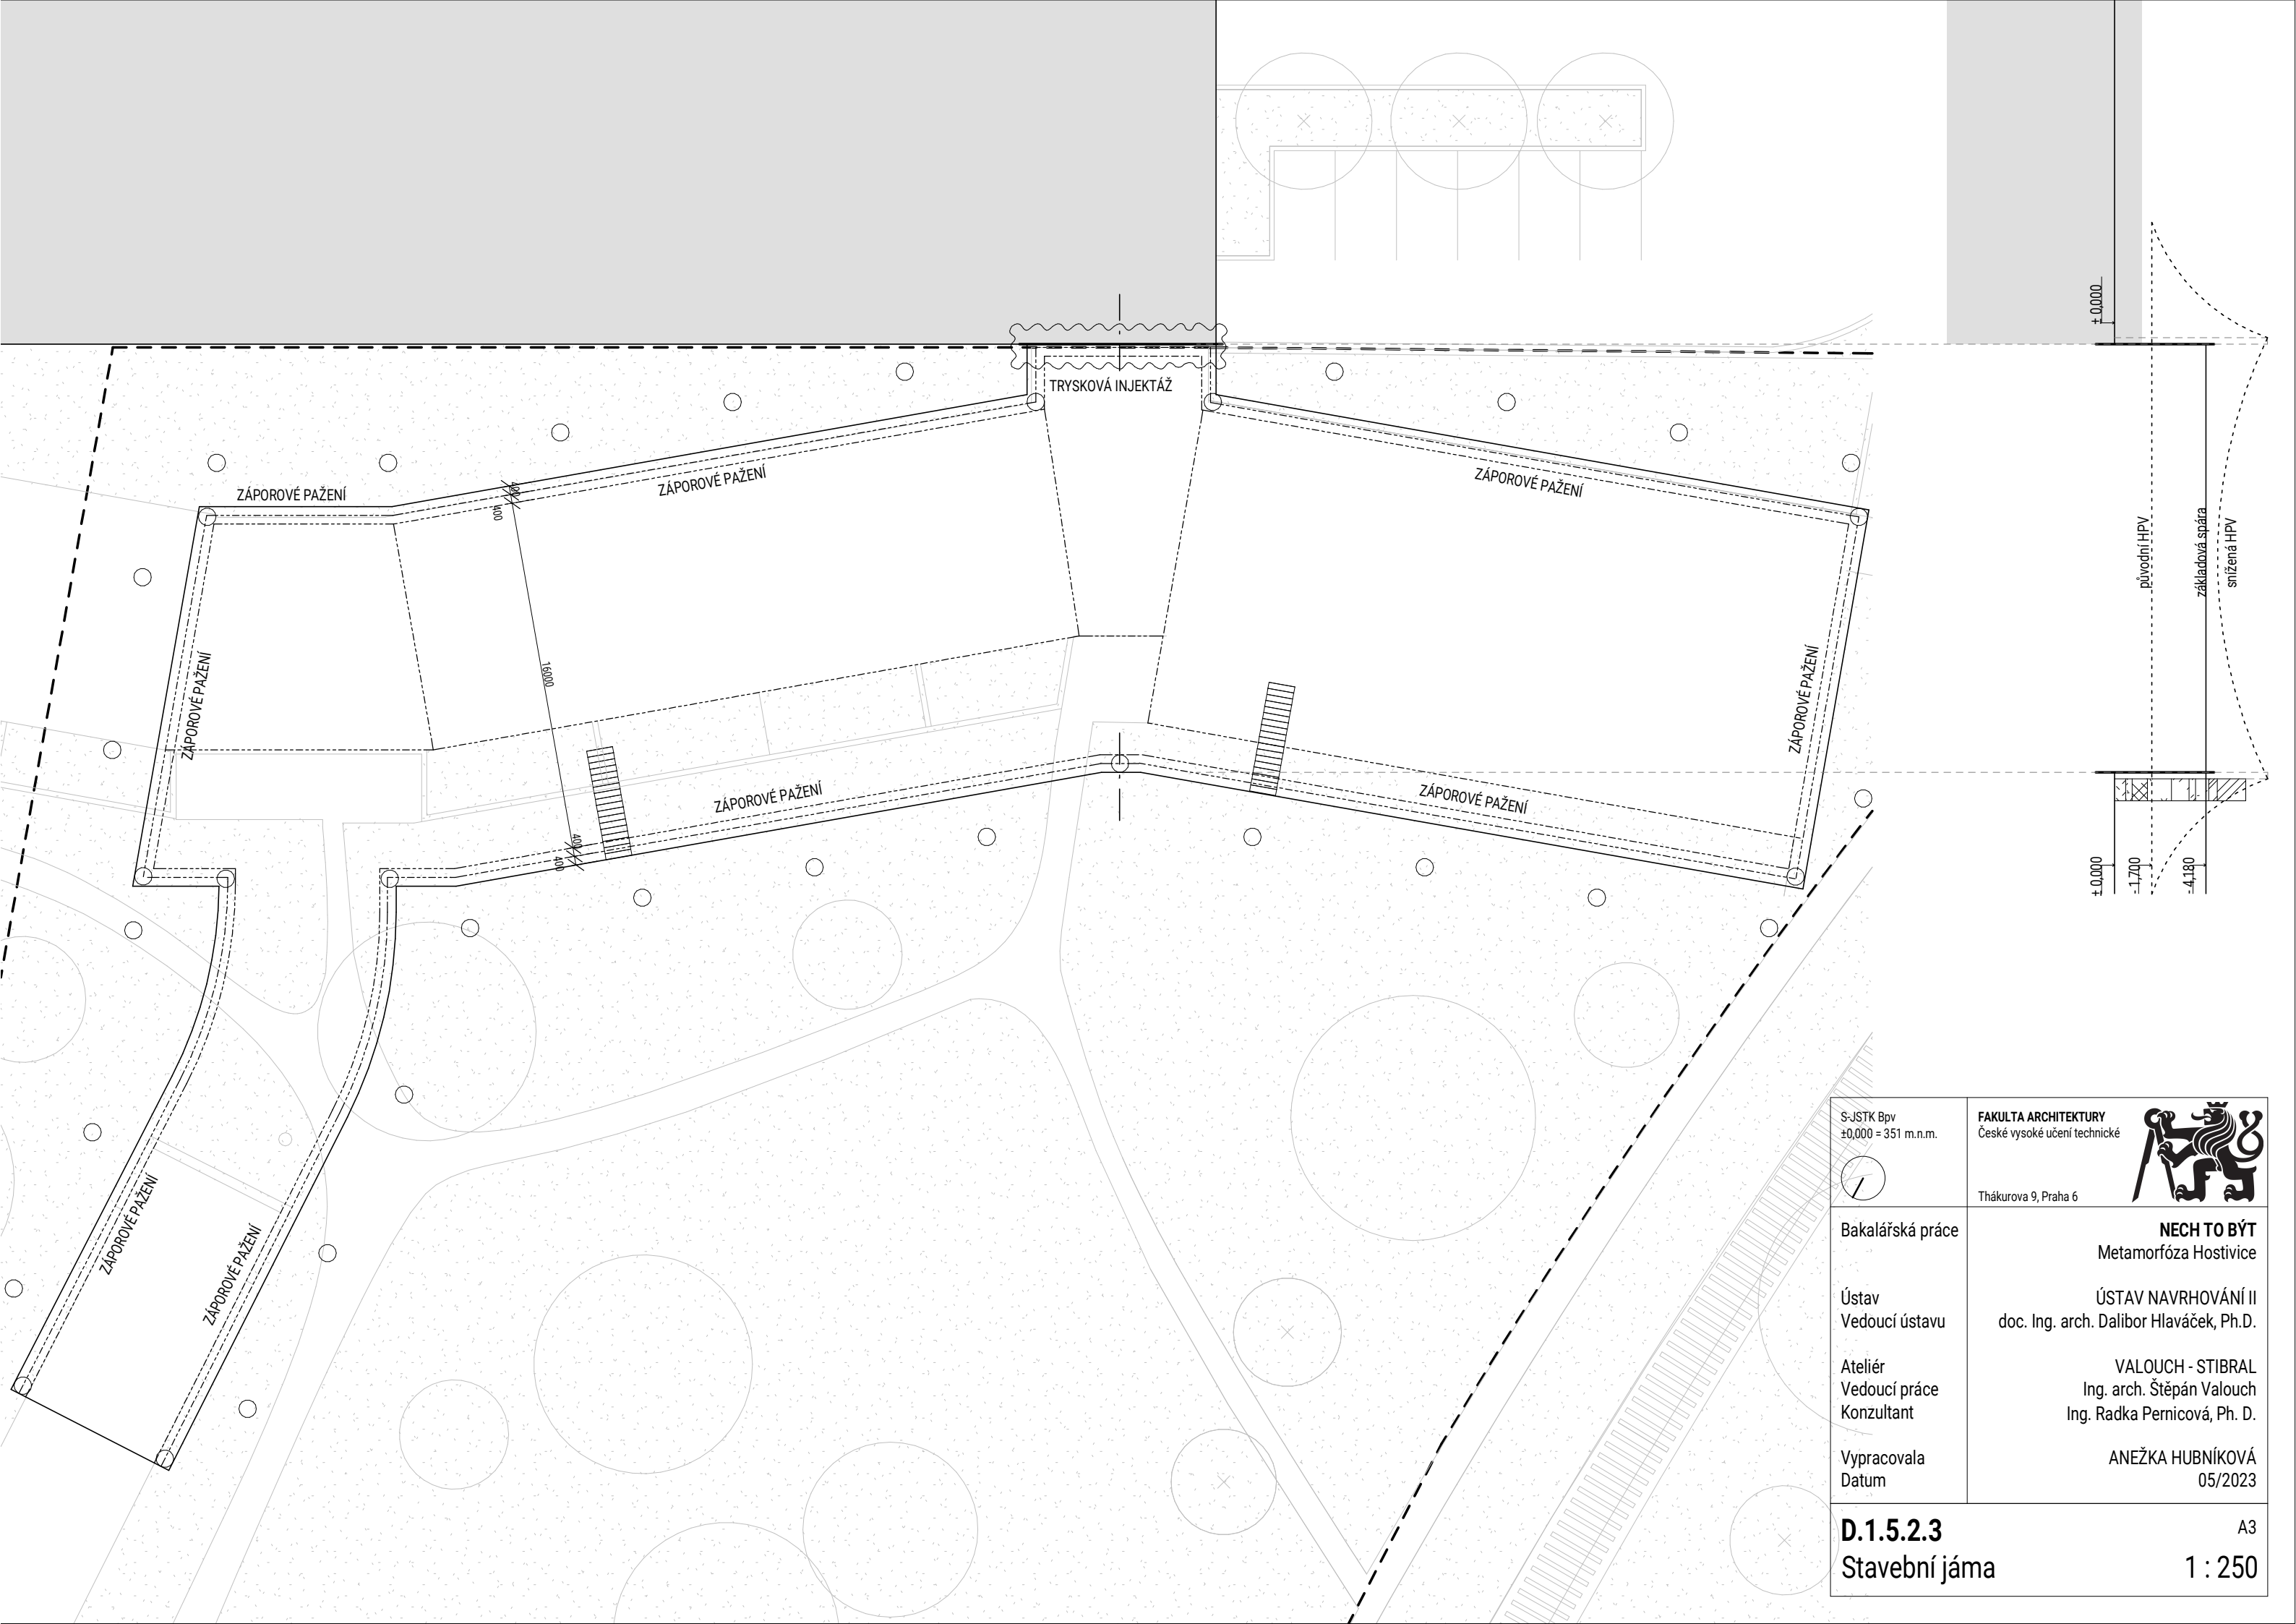 ± 0,000
TRYSKOVÁ INJEKTÁŽ
ZÁPOROVÉ PAŽENÍ
ZÁPOROVÉ PAŽENÍ
ZÁPOROVÉ PAŽENÍ
400
400
původní HPV
základová spára
snížená HPV
16000
ZÁPOROVÉ PAŽENÍ
ZÁPOROVÉ PAŽENÍ
ZÁPOROVÉ PAŽENÍ
ZÁPOROVÉ PAŽENÍ
400
400
± 0,000
-1,700
-4,180
ZÁPOROVÉ PAŽENÍ
ZÁPOROVÉ PAŽENÍ
S-JSTK Bpv
±0,000 = 351 m.n.m.
FAKULTA ARCHITEKTURY
České vysoké učení technické
Thákurova 9, Praha 6
Bakalářská práce
NECH TO BÝT
Metamorfóza Hostivice
Ústav
ÚSTAV NAVRHOVÁNÍ II
Vedoucí ústavu
doc. Ing. arch. Dalibor Hlaváček, Ph.D.
Ateliér
VALOUCH - STIBRAL
Vedoucí práce
Ing. arch. Štěpán Valouch
Konzultant
Ing. Radka Pernicová, Ph. D.
Vypracovala
ANEŽKA HUBNÍKOVÁ
Datum
05/2023
D.1.5.2.3
A3
Stavební jáma
1 : 250